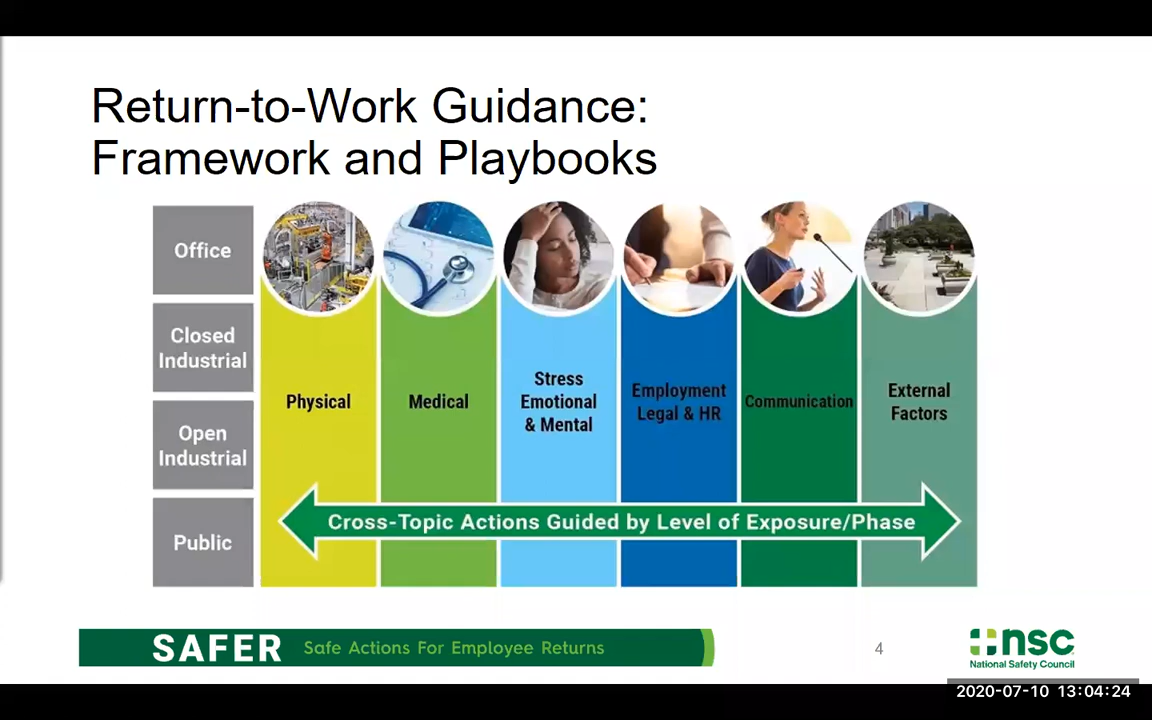 Return-to-Work Guidance:
Framework and Playbooks
Office
Closed
Industrial
Open
Industrial
Public
Physical
Medical
Stress
Emotional
& Mental
Employment
Legal & HR
Communication
External
Factors
Cross-Topic Actions Guided by Level of Exposure/Phase
SAFER Safe Actions For Employee Returns
4
nsc
National Safety Council
2020-07-10 13:04:24